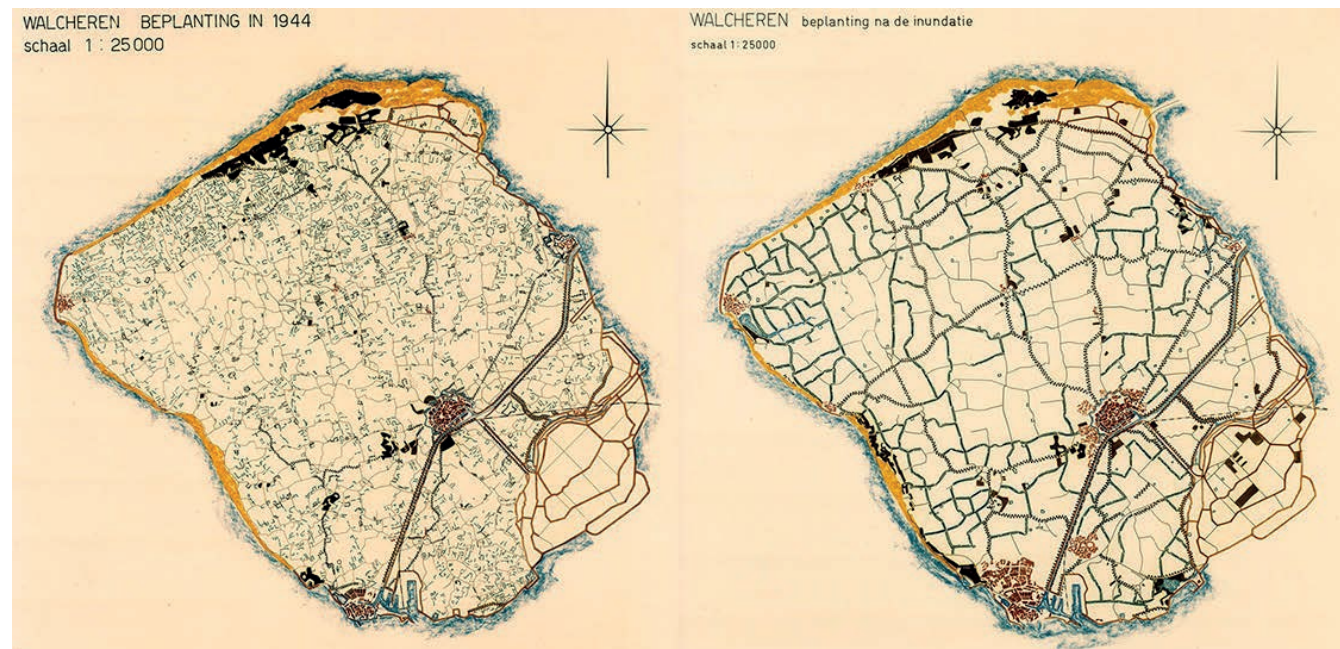 WALCHEREN BEPLANTING IN 1944
schaal 1 : 25000
WALCHEREN beplanting na de inundatie
schaal 1:25000